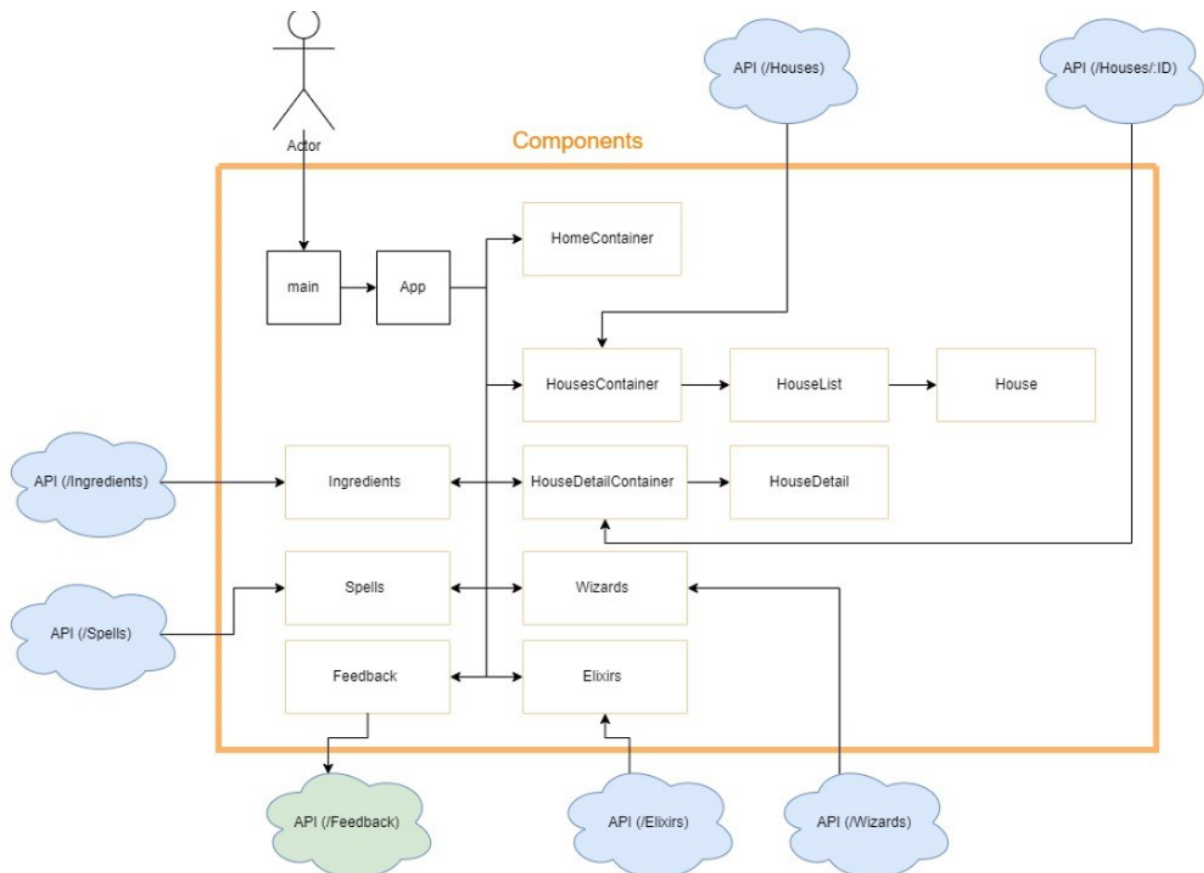 API (/Houses)
API (/Houses/:ID)
Actor
Components
HomeContainer
main
App
HousesContainer
HouseList
House
API (/Ingredients)
Ingredients
HouseDetailContainer
HouseDetail
Spells
Wizards
API (/Spells)
Feedback
Elixirs
API (/Feedback)
API (/Elixirs)
API (/Wizards)